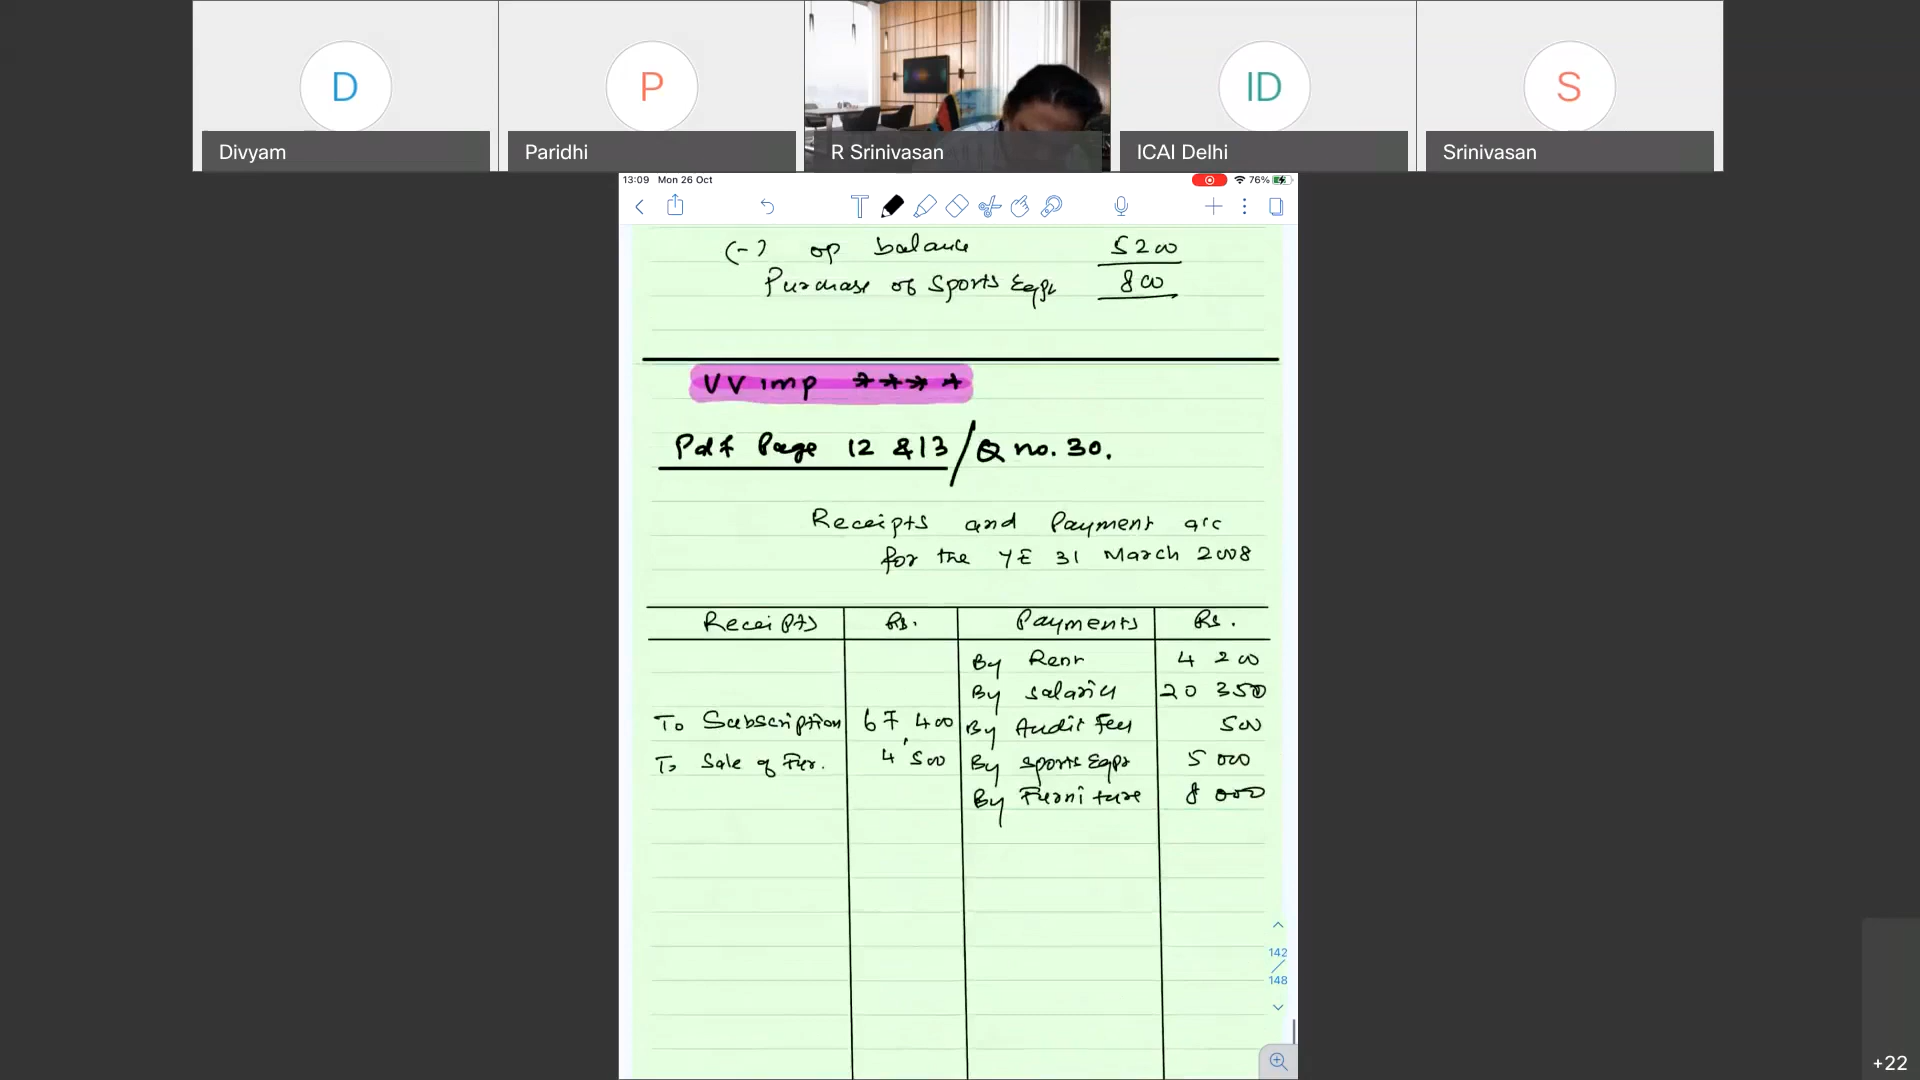 D
P
ID
S
Divyam
Paridhi
R Srinivasan
ICAI Delhi
Srinivasan
13:09 Mon 26 Oct
76%
(-) op balance 5200
Purchase of Sports Eqpt 800
VV imp ****
Pdf Page 12 &13 / Q no. 30.
Receipts and Payment a/c
for the YE 31 March 2008
Receipts Rs. Payments Rs.
By Rent 4 200
By Salaries 20 350
To Subscription 67,400 By Audit Fees 500
To Sale of Fur. 4 500 By Sports Eqpt 5 000
By Furniture 8 000
142
148
+22